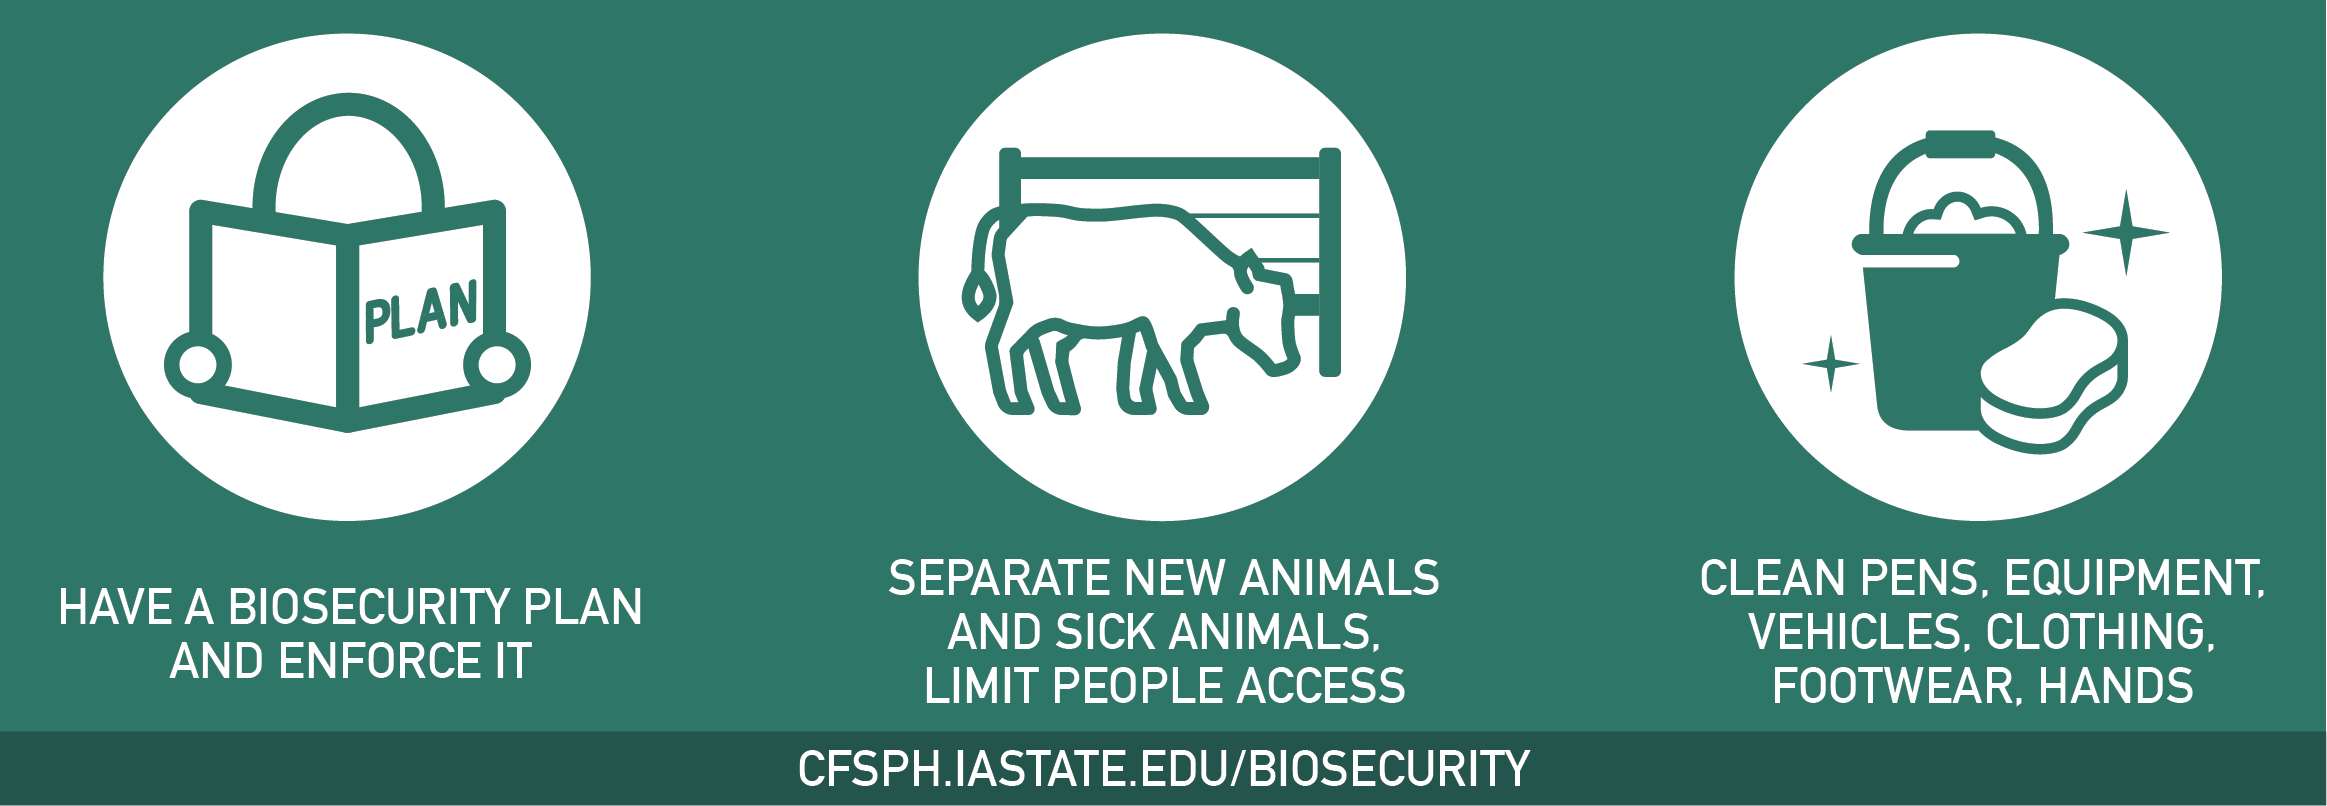 PLAN
HAVE A BIOSECURITY PLAN
AND ENFORCE IT
SEPARATE NEW ANIMALS
AND SICK ANIMALS,
LIMIT PEOPLE ACCESS
CLEAN PENS, EQUIPMENT,
VEHICLES, CLOTHING,
FOOTWEAR, HANDS
CFSPH.IASTATE.EDU/BIOSECURITY